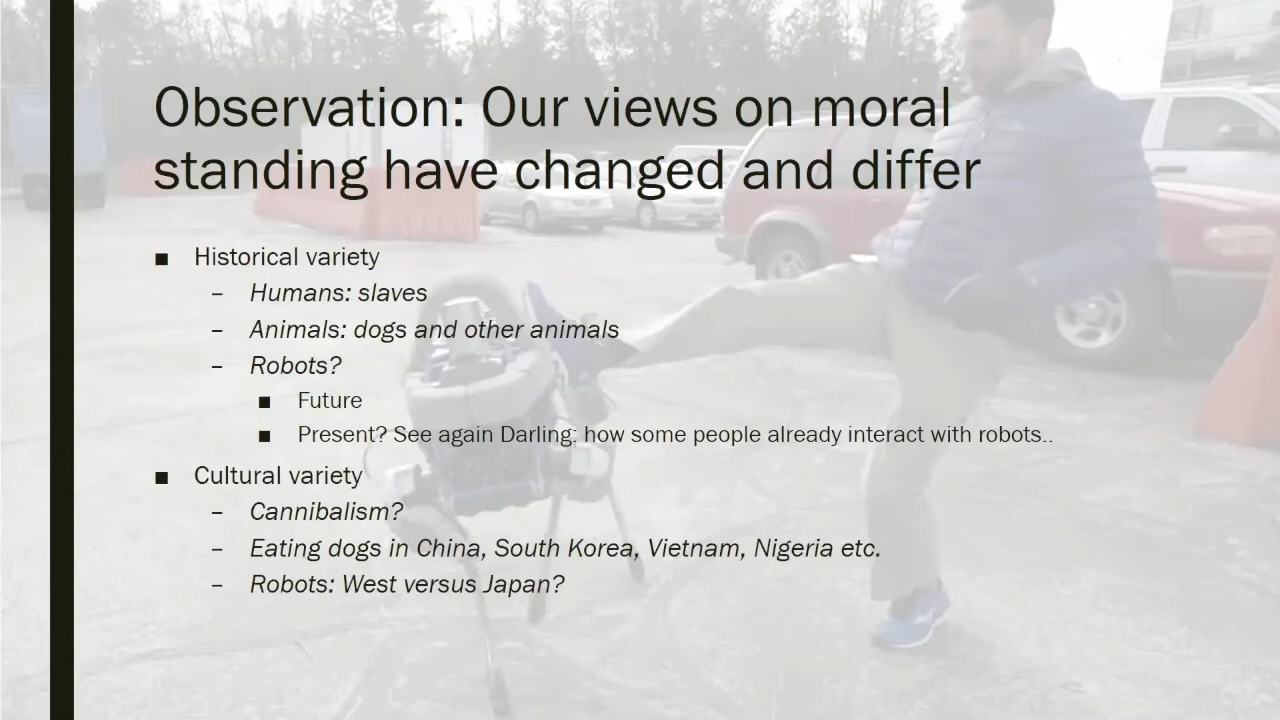 Observation: Our views on moral
standing have changed and differ
■ Historical variety
– Humans: slaves
– Animals: dogs and other animals
– Robots?
■ Future
■ Present? See again Darling: how some people already interact with robots..
■ Cultural variety
– Cannibalism?
– Eating dogs in China, South Korea, Vietnam, Nigeria etc.
– Robots: West versus Japan?